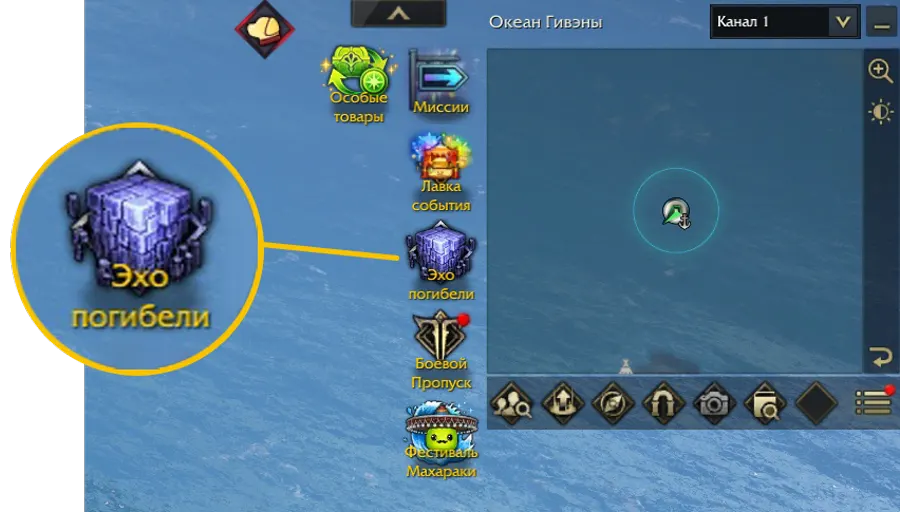 Океан Гивэны
Канал 1
Особые
товары
Миссии
Лавка
события
Эхо
погибели
Эхо
погибели
Боевой
Пропуск
Фестиваль
Махараки